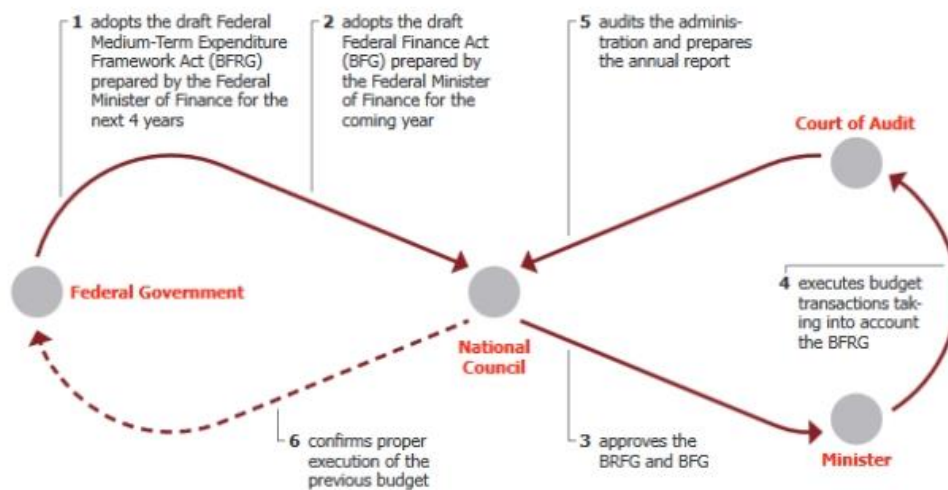 1 adopts the draft Federal
Medium-Term Expenditure
Framework Act (BFRG)
prepared by the Federal
Minister of Finance for the
next 4 years
2 adopts the draft
Federal Finance Act
(BFG) prepared by
the Federal Minister
of Finance for the
coming year
5 audits the adminis-
tration and prepares
the annual report
Court of Audit
Federal Government
National
Council
4 executes budget
transactions tak-
ing into account
the BFRG
6 confirms proper
execution of the
previous budget
3 approves the
BRFG and BFG
Minister